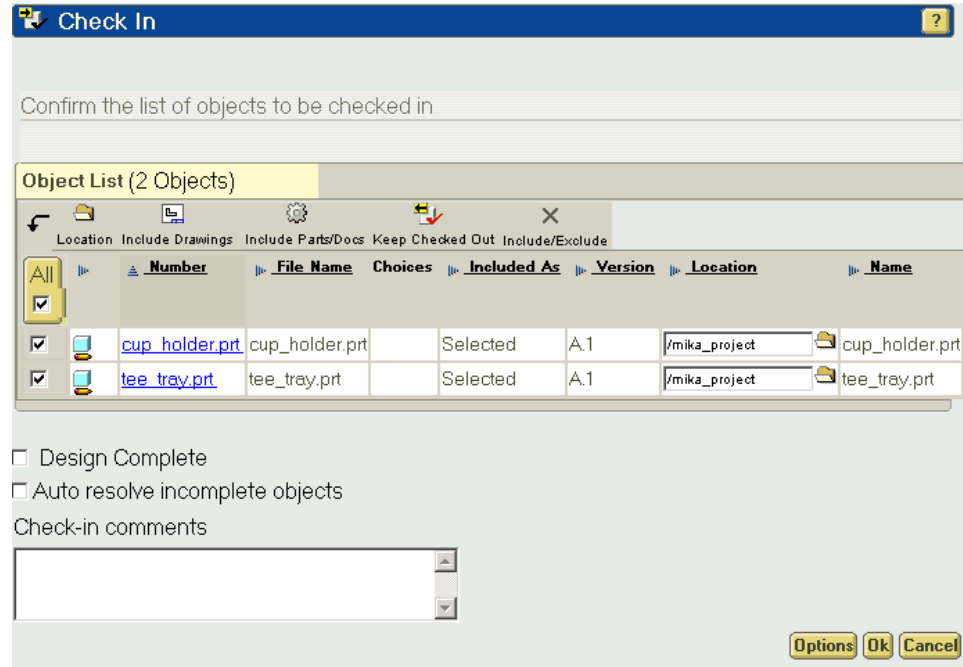 Check In
?
Confirm the list of objects to be checked in
Object List (2 Objects)
Location Include Drawings Include Parts/Docs Keep Checked Out Include/Exclude
All Number File Name Choices Included As Version Location Name
cup_holder.prt cup_holder.prt Selected A.1 /mika_project cup_holder.prt
tee_tray.prt tee_tray.prt Selected A.1 /mika_project tee_tray.prt
Design Complete
Auto resolve incomplete objects
Check-in comments
Options Ok Cancel